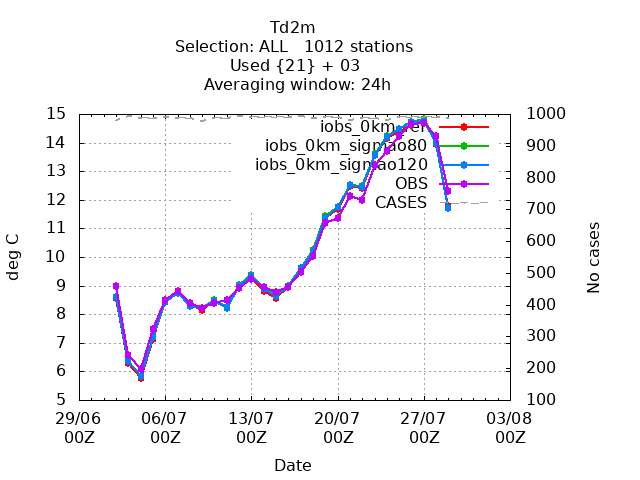 Td2m
Selection: ALL   1012 stations
Used {21} + 03
Averaging window: 24h
15
14
13
12
11
10
9
8
7
6
5
1000
900
800
700
600
500
400
300
200
100
deg C
No cases
iobs_0km_ref
iobs_0km_sigmao80
iobs_0km_sigmao120
OBS
CASES
29/06 06/07 13/07 20/07 27/07 03/08
00Z 00Z 00Z 00Z 00Z 00Z
Date